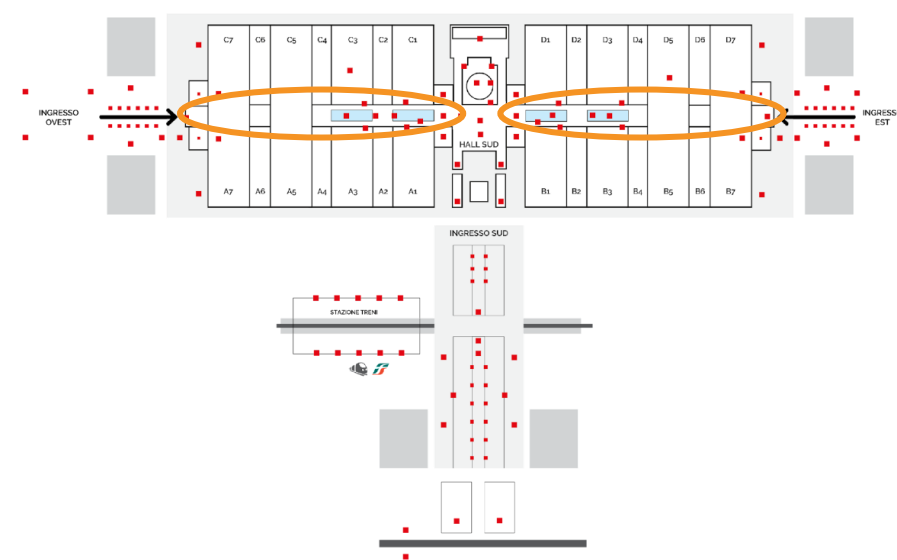 C7 C6 C5 C4 C3 C2 C1
D1 D2 D3 D4 D5 D6 D7
INGRESSO
OVEST
INGRESS
EST
HALL SUD
A7 A6 A5 A4 A3 A2 A1
B1 B2 B3 B4 B5 B6 B7
INGRESSO SUD
STAZIONE TRENI